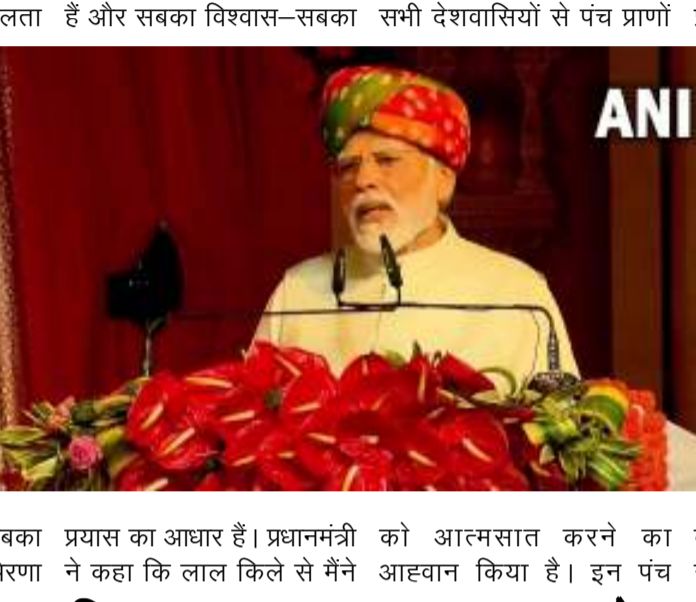 लता हैं और सबका विश्वास–सबका सभी देशवासियों से पंच प्राणों
ANI
बका प्रयास का आधार हैं। प्रधानमंत्री को आत्मसात करने का
रणा ने कहा कि लाल किले से मैंने आह्वान किया है। इन पंच